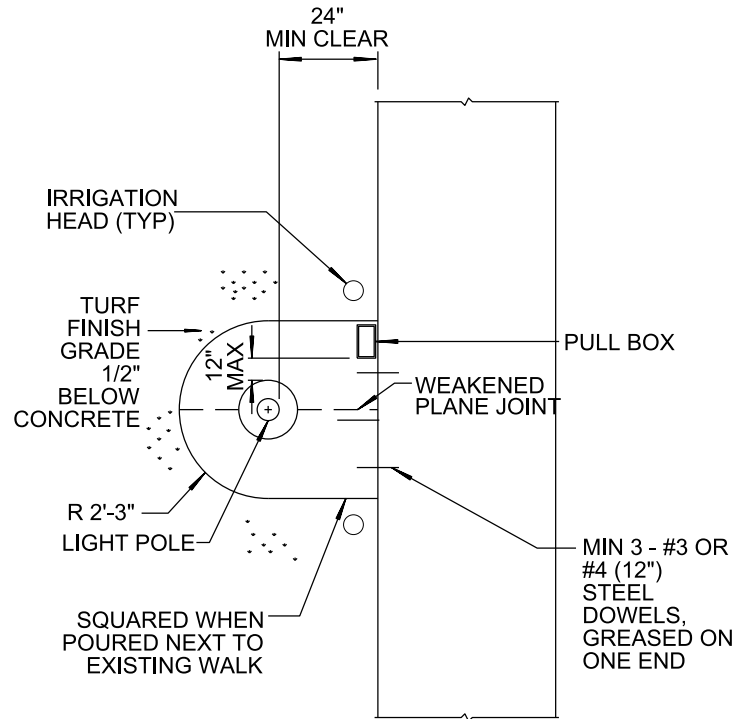 24"
MIN CLEAR
IRRIGATION
HEAD (TYP)
TURF
FINISH
GRADE
1/2"
BELOW
CONCRETE
12"
MAX
PULL BOX
WEAKENED
PLANE JOINT
R 2'-3"
LIGHT POLE
MIN 3 - #3 OR
#4 (12")
STEEL
DOWELS,
GREASED ON
ONE END
SQUARED WHEN
POURED NEXT TO
EXISTING WALK